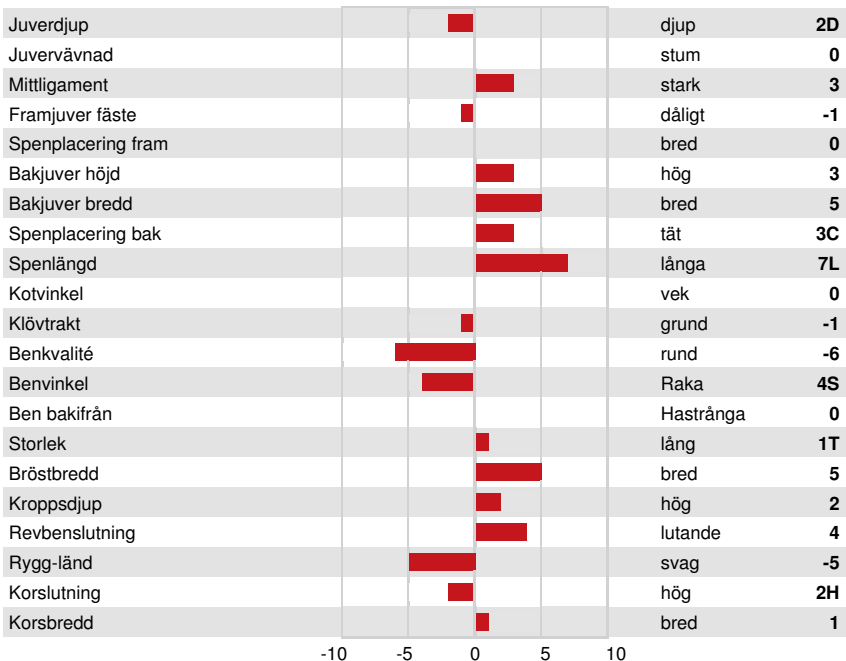 Juverdjup djup 2D
Juvervävnad stum 0
Mittligament stark 3
Framjuver fäste dåligt -1
Spenplacering fram bred 0
Bakjuver höjd hög 3
Bakjuver bredd bred 5
Spenplacering bak tät 3C
Spenlängd långa 7L
Kotvinkel vek 0
Klövtrakt grund -1
Benkvalité rund -6
Benvinkel Raka 4S
Ben bakifrån Hastrånga 0
Storlek lång 1T
Bröstbredd bred 5
Kroppsdjup hög 2
Revbenslutning lutande 4
Rygg-länd svag -5
Korslutning hög 2H
Korsbredd bred 1
-10 -5 0 5 10